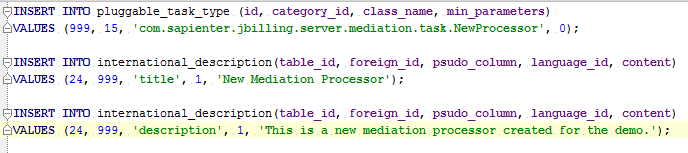 INSERT INTO pluggable_task_type (id, category_id, class_name, min_parameters)
VALUES (999, 15, 'com.sapienter.jbilling.server.mediation.task.NewProcessor', 0);
INSERT INTO international_description(table_id, foreign_id, psudo_column, language_id, content)
VALUES (24, 999, 'title', 1, 'New Mediation Processor');
INSERT INTO international_description(table_id, foreign_id, psudo_column, language_id, content)
VALUES (24, 999, 'description', 1, 'This is a new mediation processor created for the demo.');